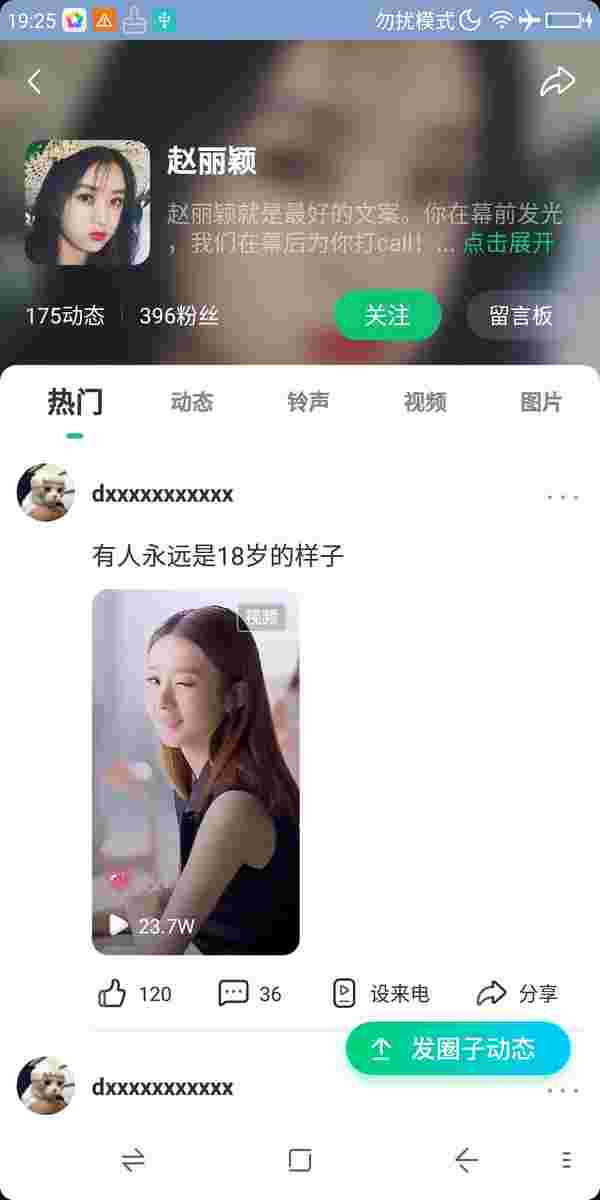 19:25 勿扰模式
赵丽颖
赵丽颖就是最好的文案。你在幕前发光
，我们在幕后为你打call！... 点击展开
175动态 396粉丝 关注 留言板
热门 动态 铃声 视频 图片
dxxxxxxxxxxx
有人永远是18岁的样子
视频
23.7W
120 36 设来电 分享
发圈子动态
dxxxxxxxxxxx